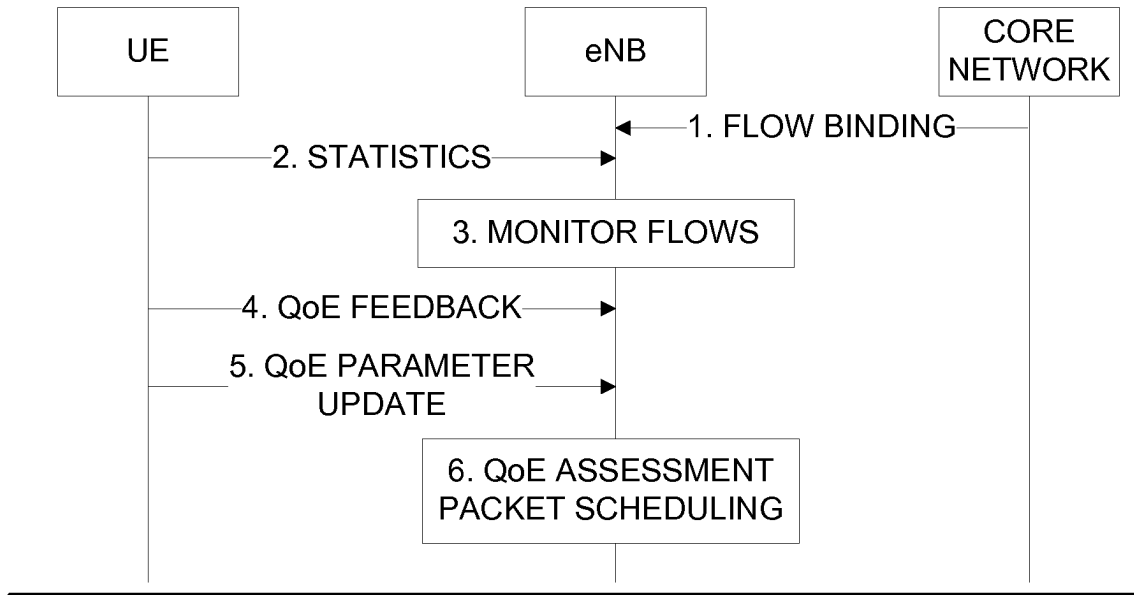 UE
eNB
CORE
NETWORK
1. FLOW BINDING
2. STATISTICS
3. MONITOR FLOWS
4. QoE FEEDBACK
5. QoE PARAMETER
UPDATE
6. QoE ASSESSMENT
PACKET SCHEDULING